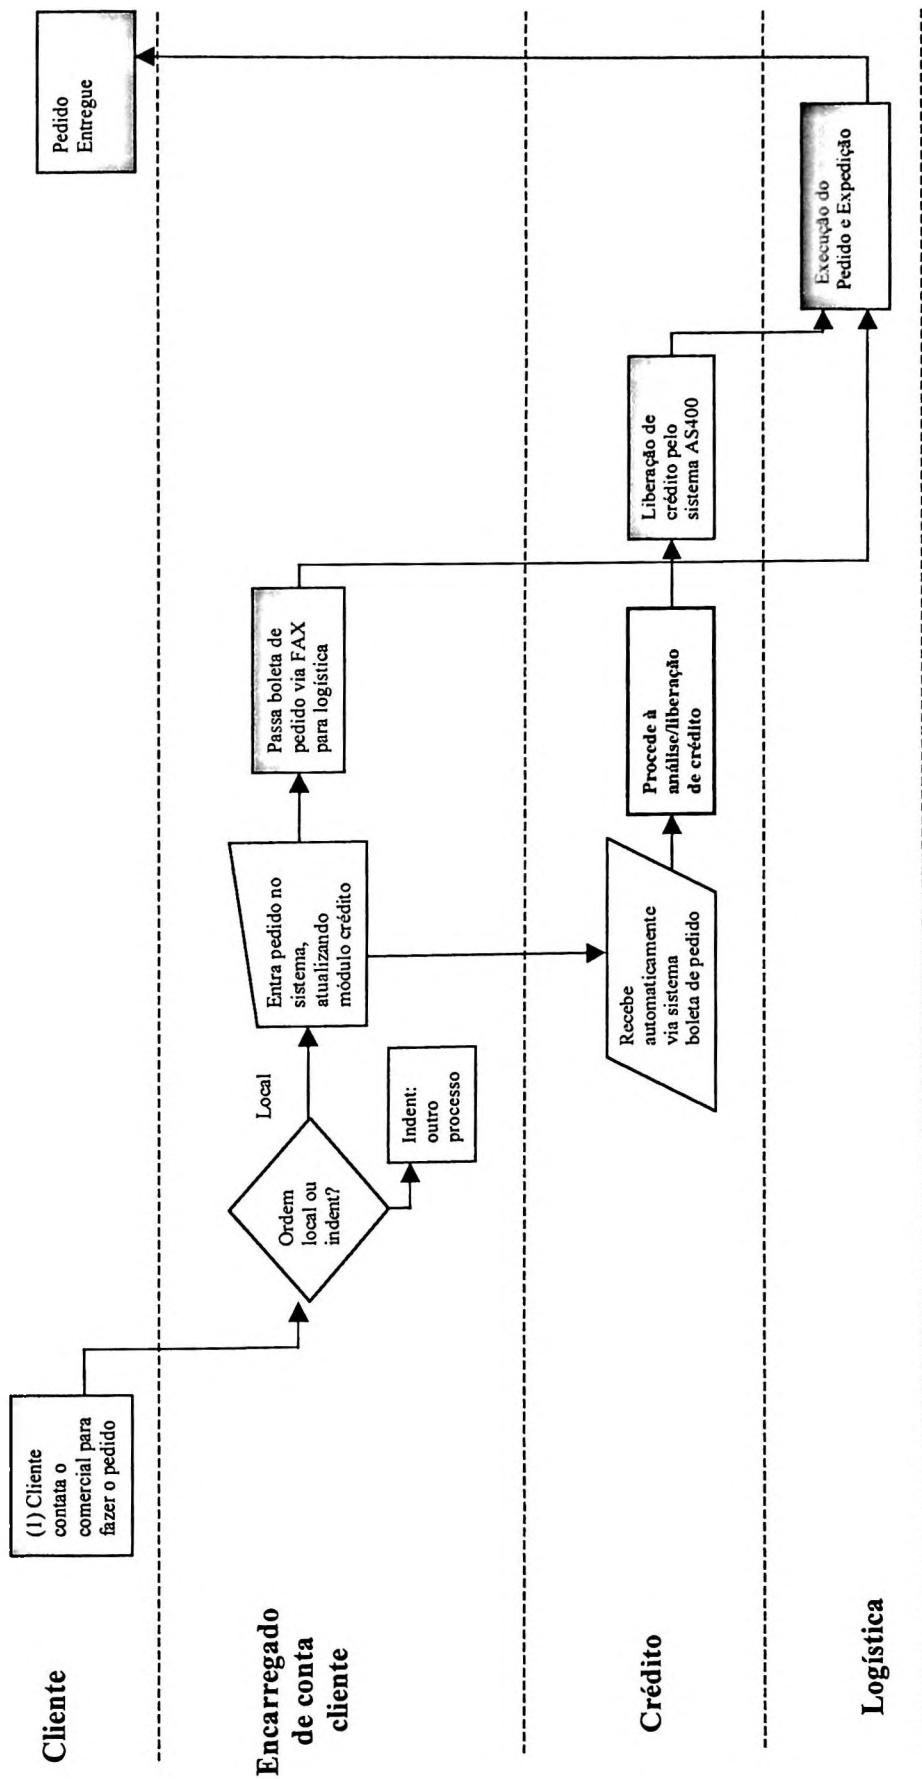 Cliente
(1) Cliente
contata o
comercial para
fazer o pedido
Pedido
Entregue
Encarregado
de conta
cliente
Ordem
local ou
indent?
Local
Indent:
outro
processo
Entra pedido no
sistema,
atualizando
módulo crédito
Passa boleta de
pedido via FAX
para logística
Crédito
Recebe
automaticamente
via sistema
boleta de pedido
Procede à
análise/liberação
de crédito
Liberação de
crédito pelo
sistema AS400
Logística
Execução do
Pedido e Expedição